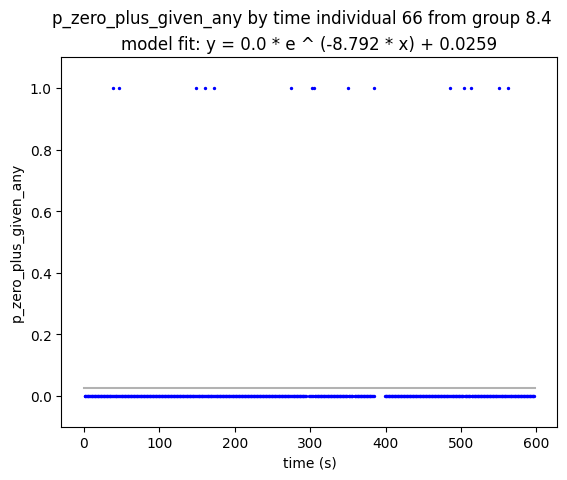 p_zero_plus_given_any by time individual 66 from group 8.4
model fit: y = 0.0 * e ^ (-8.792 * x) + 0.0259
1.0
0.8
0.6
0.4
0.2
0.0
p_zero_plus_given_any
0 100 200 300 400 500 600
time (s)